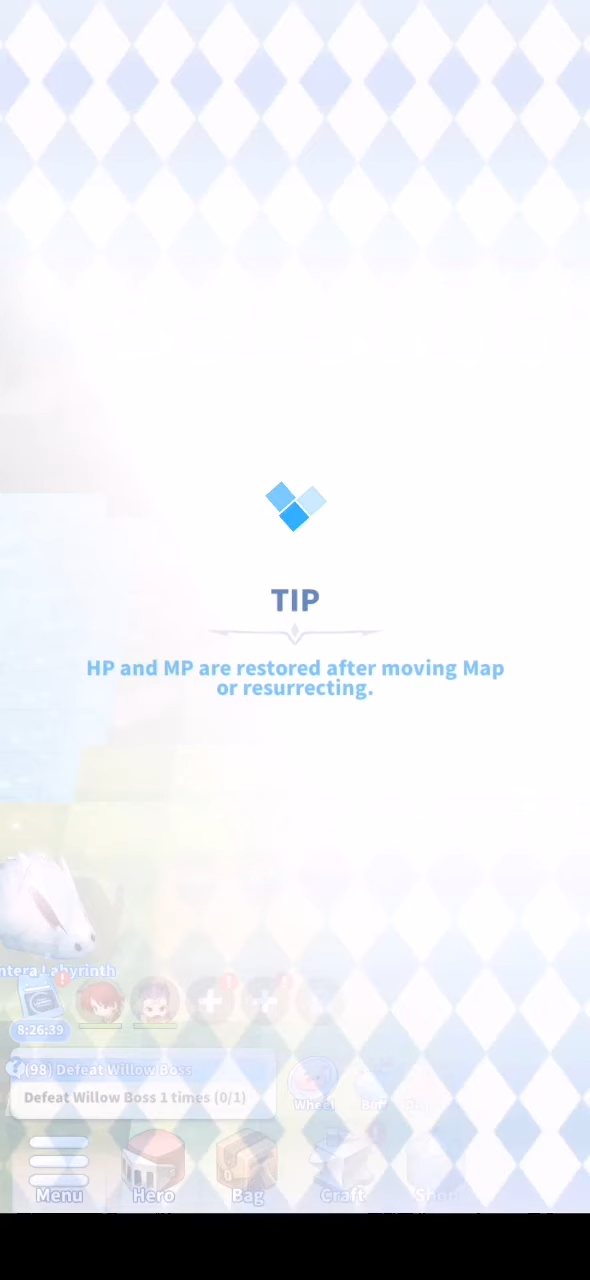 TIP
HP and MP are restored after moving Map
or resurrecting.
ntera Labyrinth
8:26:39
(98) Defeat Willow Boss
Defeat Willow Boss 1 times (0/1)
Wheel
Menu
Hero
Bag
Craft
Shop